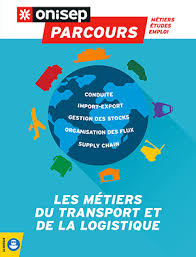 onisep
PARCOURS
MÉTIERS
ÉTUDES
EMPLOI
CONDUITE
IMPORT-EXPORT
GESTION DES STOCKS
ORGANISATION DES FLUX
SUPPLY CHAIN
LES MÉTIERS
DU TRANSPORT ET
DE LA LOGISTIQUE